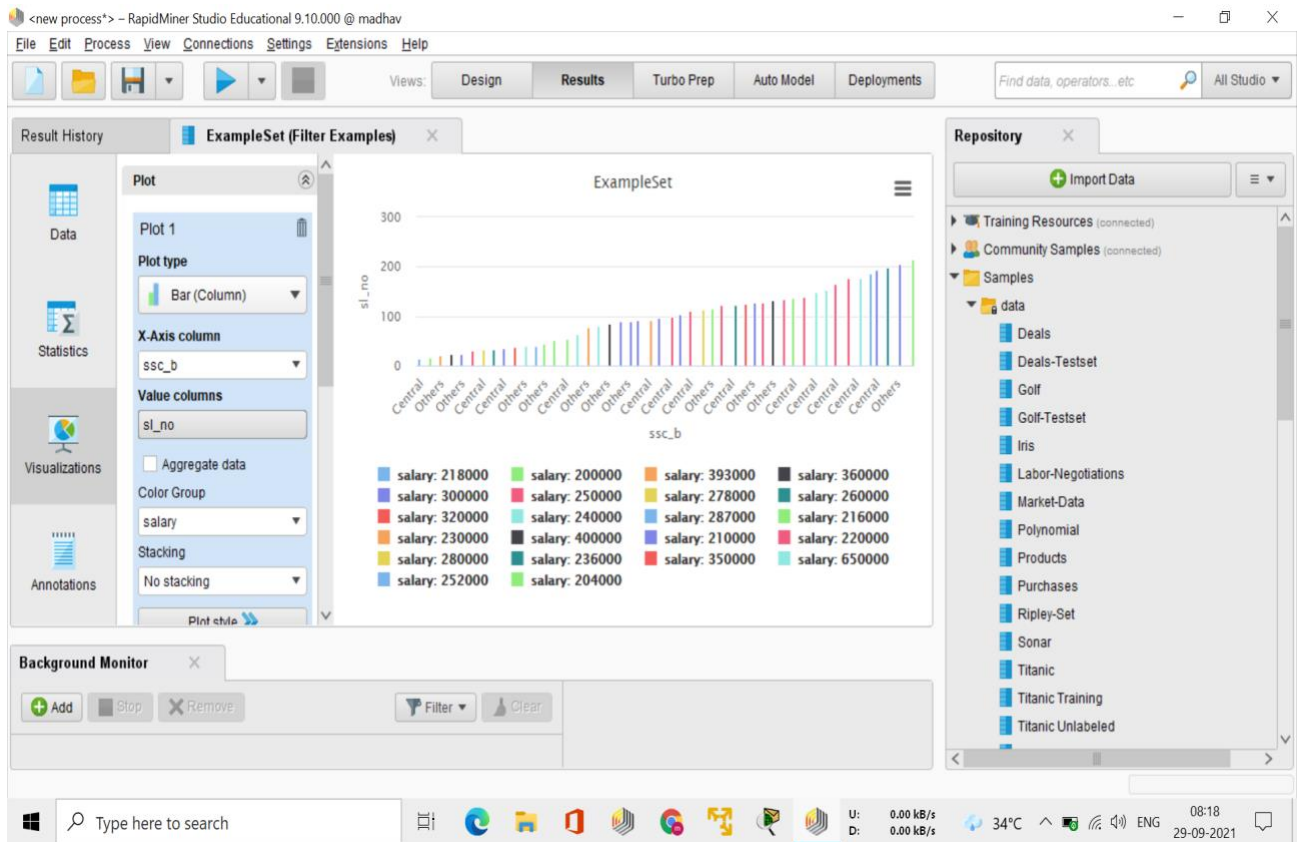 <new process*> – RapidMiner Studio Educational 9.10.000 @ madhav
File Edit Process View Connections Settings Extensions Help
Views: Design Results Turbo Prep Auto Model Deployments
Find data, operators...etc
All Studio
Result History
ExampleSet (Filter Examples)
Data
Statistics
Visualizations
Annotations
Plot
Plot 1
Plot type
Bar (Column)
X-Axis column
ssc_b
Value columns
sl_no
Aggregate data
Color Group
salary
Stacking
No stacking
Plot style
ExampleSet
300
200
100
0
sl_no
Central Others Others Central Central Others Others Central Others Others Others Central Central Central Others Others Central Central Central Others
ssc_b
salary: 218000 salary: 200000 salary: 393000 salary: 360000
salary: 300000 salary: 250000 salary: 278000 salary: 260000
salary: 320000 salary: 240000 salary: 287000 salary: 216000
salary: 230000 salary: 400000 salary: 210000 salary: 220000
salary: 280000 salary: 236000 salary: 350000 salary: 650000
salary: 252000 salary: 204000
Repository
Import Data
Training Resources (connected)
Community Samples (connected)
Samples
data
Deals
Deals-Testset
Golf
Golf-Testset
Iris
Labor-Negotiations
Market-Data
Polynomial
Products
Purchases
Ripley-Set
Sonar
Titanic
Titanic Training
Titanic Unlabeled
Background Monitor
Add Stop Remove Filter Clear
Type here to search
U: 0.00 kB/s
D: 0.00 kB/s
34°C
ENG
08:18
29-09-2021